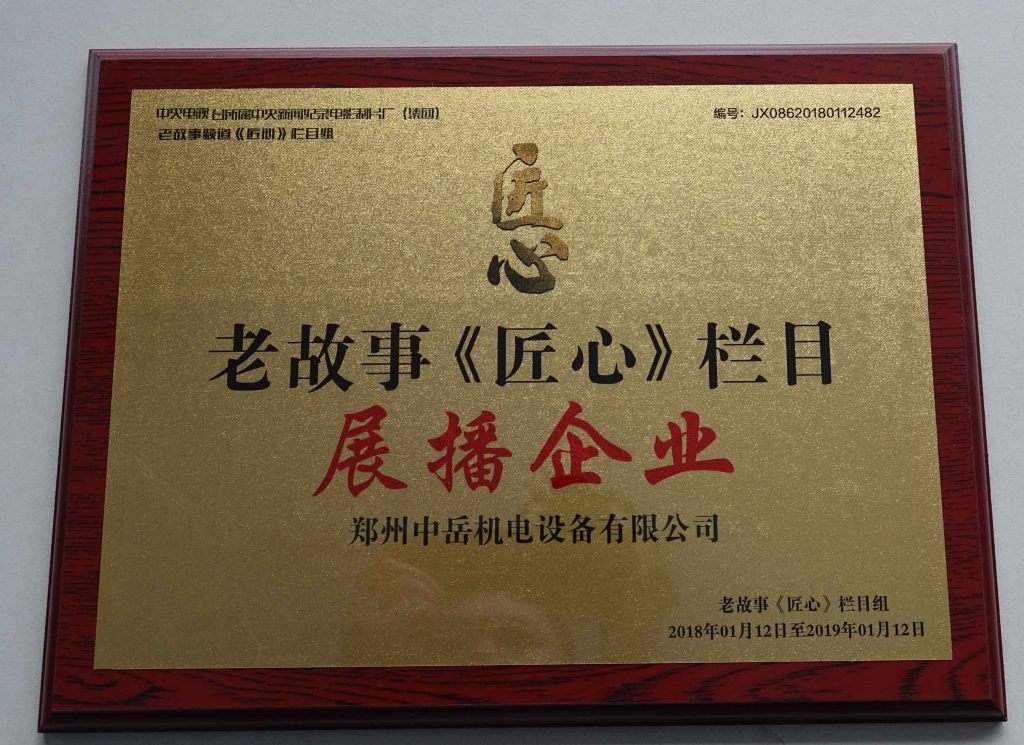 中央电视台所属中央新闻纪录电影制片厂（集团）
老故事频道《匠心》栏目组
编号：JX08620180112482
匠心
老故事《匠心》栏目
展播企业
郑州中岳机电设备有限公司
老故事《匠心》栏目组
2018年01月12日至2019年01月12日